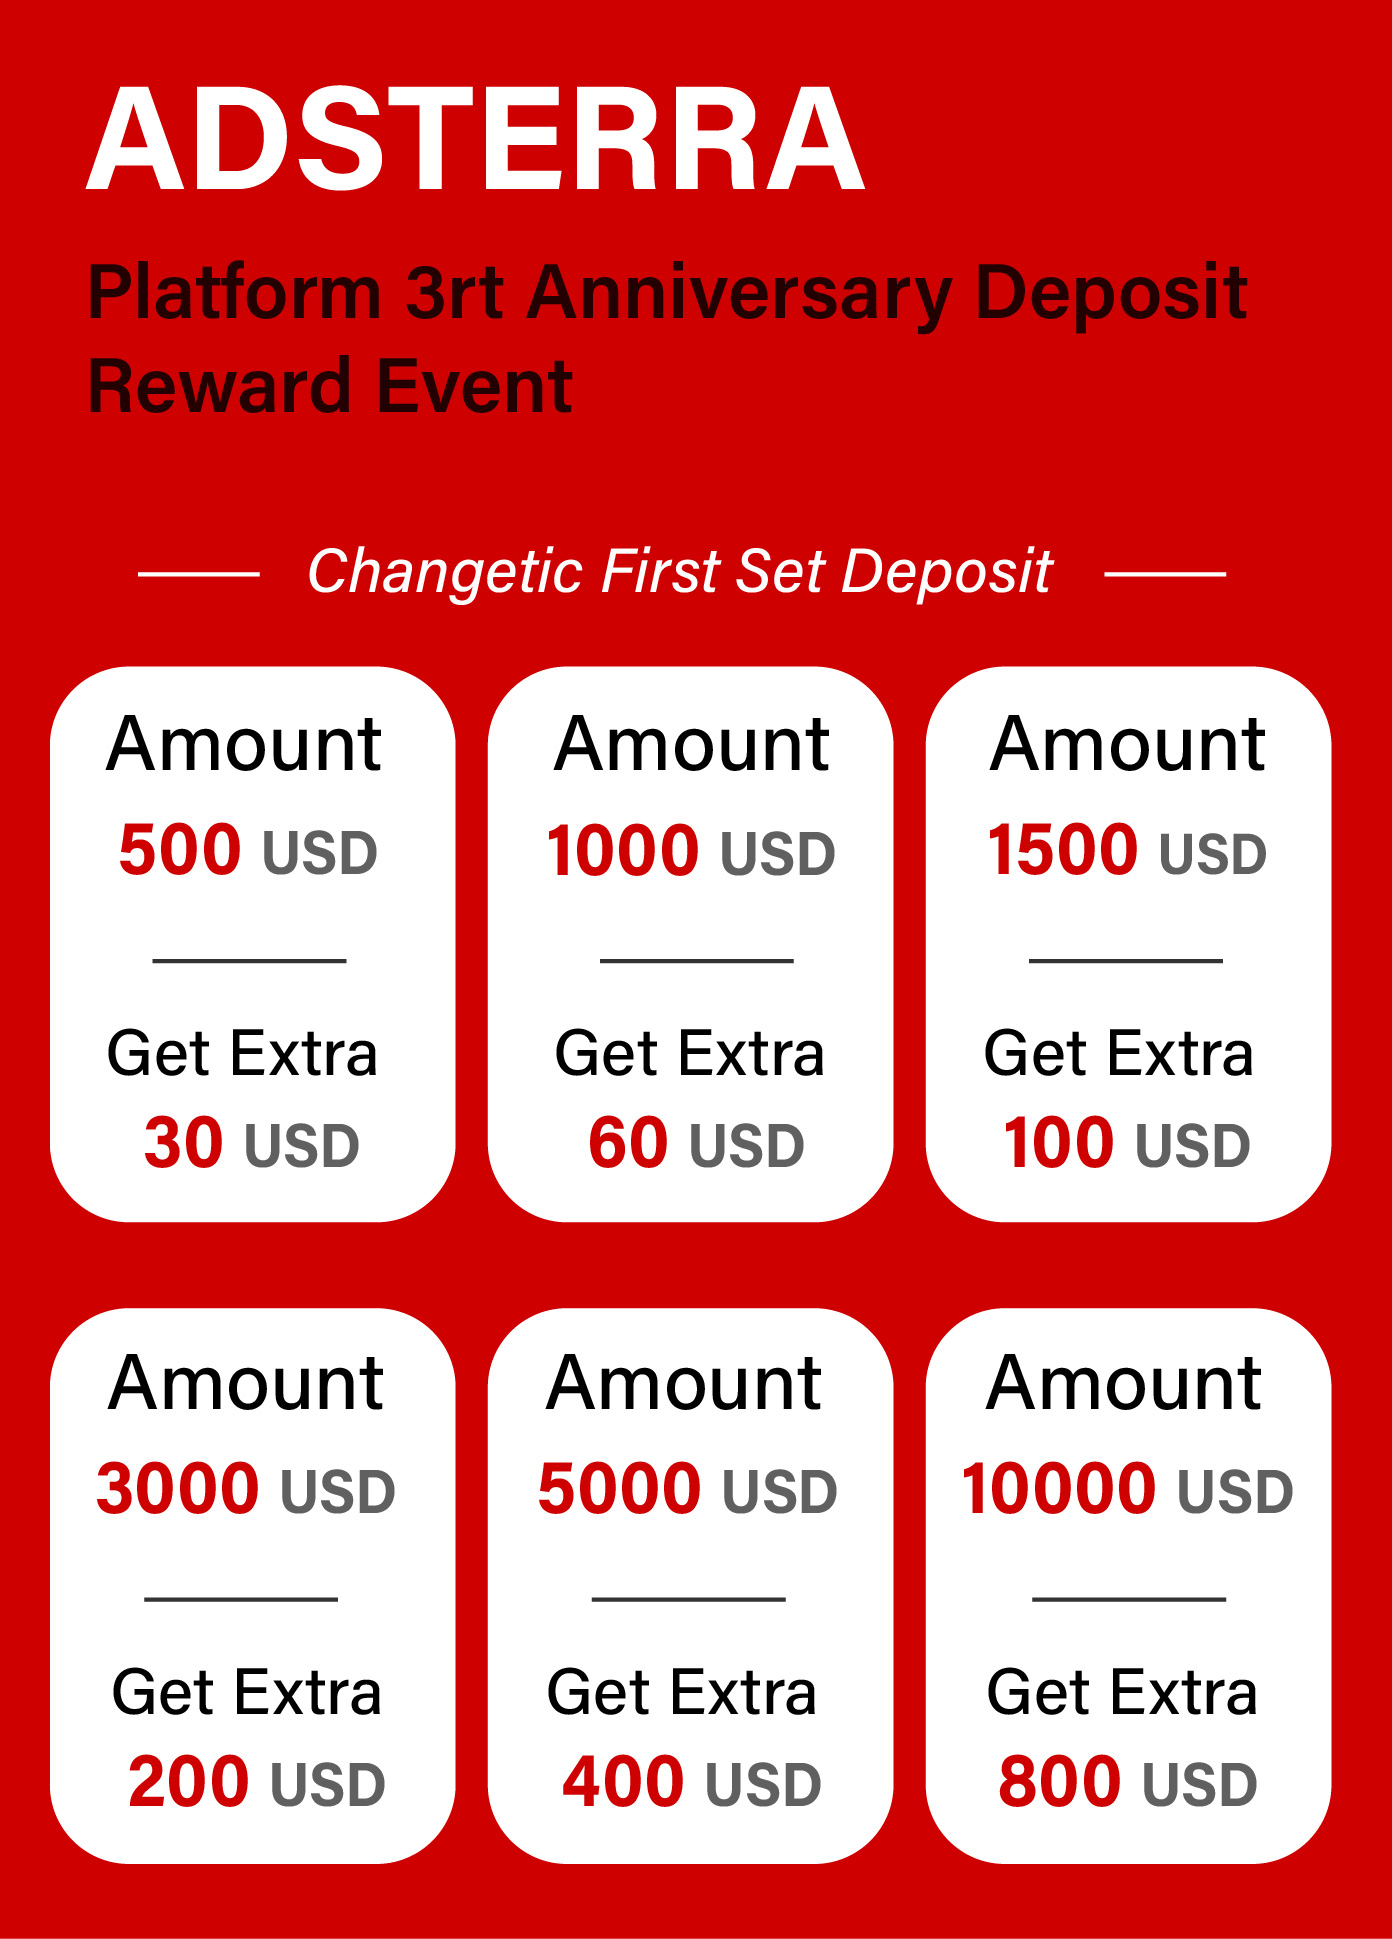 ADSTERRA
Platform 3rt Anniversary Deposit
Reward Event
Changetic First Set Deposit
Amount
500 USD
Get Extra
30 USD
Amount
1000 USD
Get Extra
60 USD
Amount
1500 USD
Get Extra
100 USD
Amount
3000 USD
Get Extra
200 USD
Amount
5000 USD
Get Extra
400 USD
Amount
10000 USD
Get Extra
800 USD